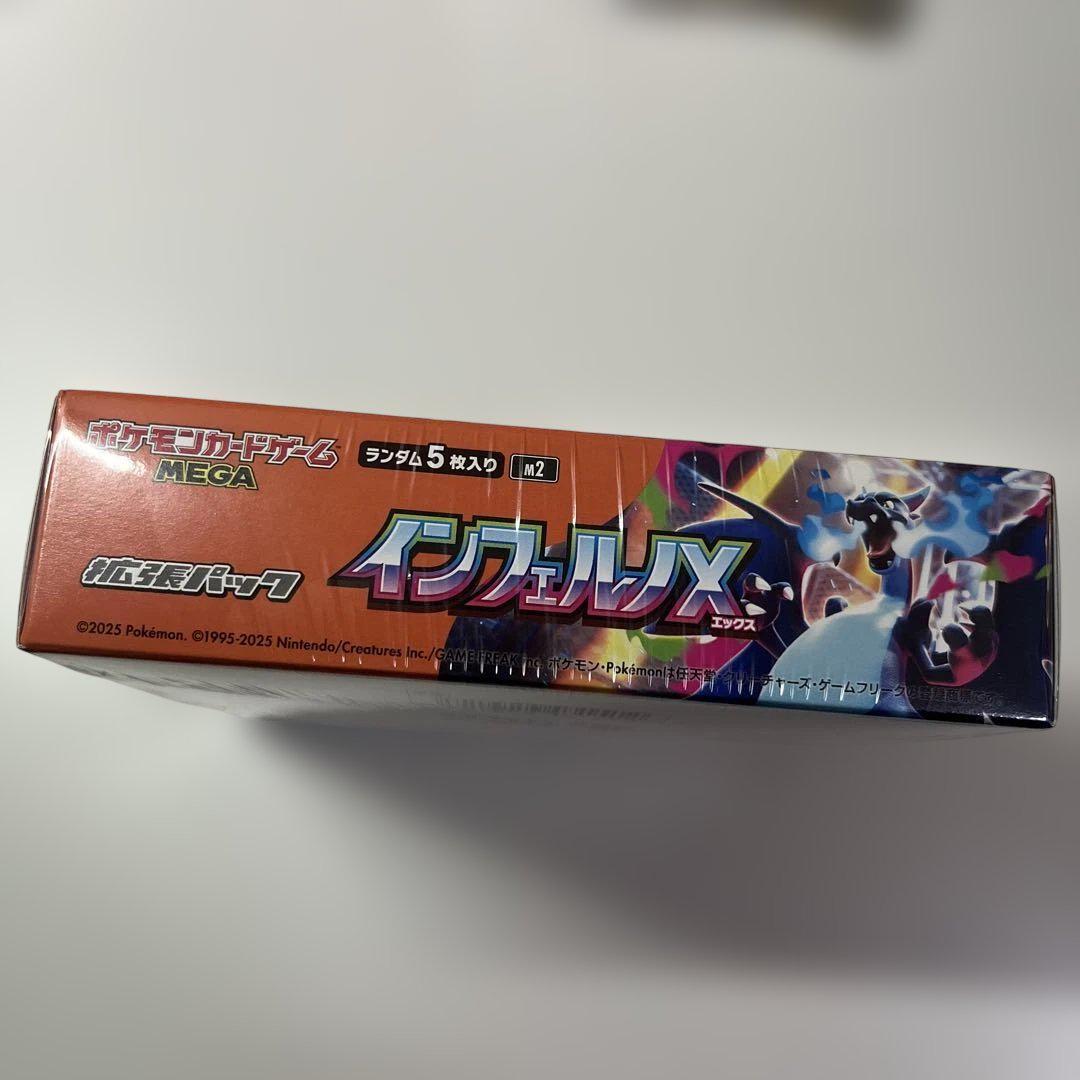 ポケモンカードゲーム™
MEGA
ランダム5枚入り
M2
拡張パック
インフェルノX
エックス
©2025 Pokémon. ©1995-2025 Nintendo/Creatures Inc./GAME FREAK inc. ポケモン・Pokémonは任天堂・クリーチャーズ・ゲームフリークの登録商標です。